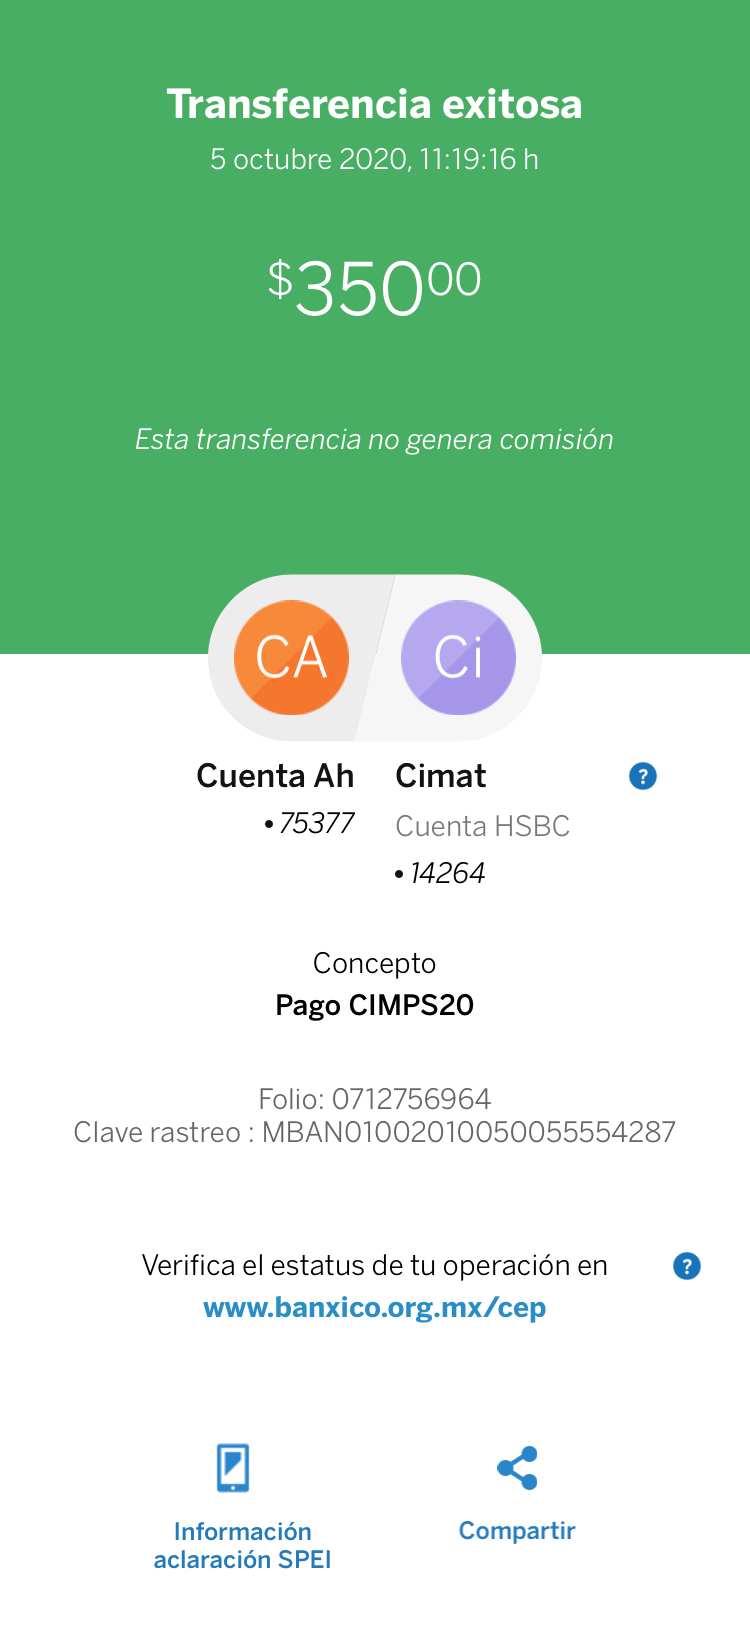 Transferencia exitosa
5 octubre 2020, 11:19:16 h
$35000
Esta transferencia no genera comisión
CA
Ci
Cuenta Ah
•75377
Cimat
?
Cuenta HSBC
•14264
Concepto
Pago CIMPS20
Folio: 0712756964
Clave rastreo : MBAN01002010050055554287
Verifica el estatus de tu operación en
?
www.banxico.org.mx/cep
Información
aclaración SPEI
Compartir